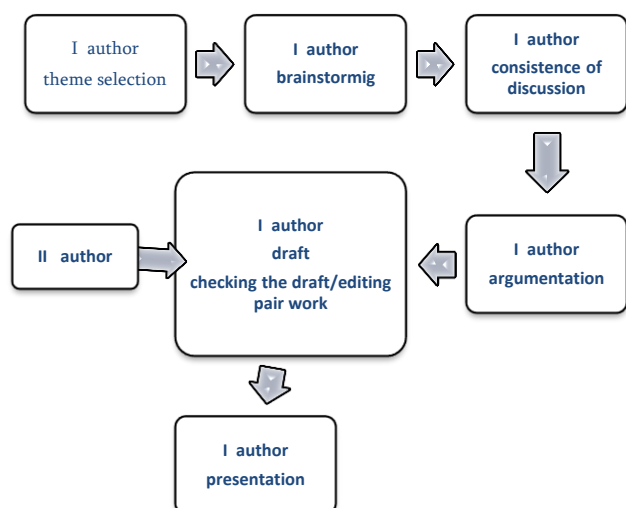 I author
theme selection
I author
brainstormig
I author
consistence of
discussion
II author
I author
draft
checking the draft/editing
pair work
I author
argumentation
I author
presentation